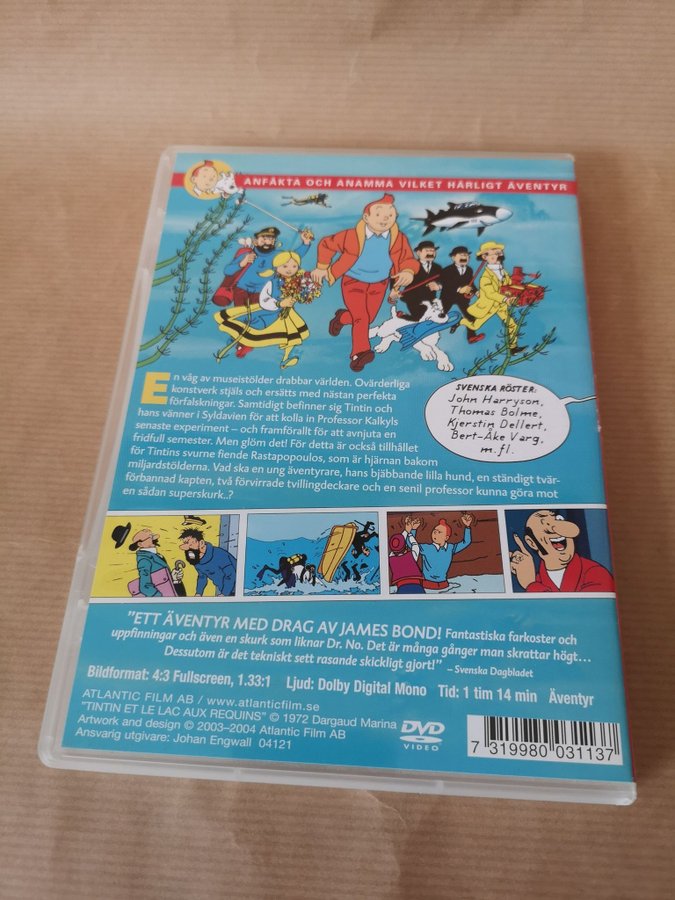 ANFÄKTA OCH ANAMMA VILKET HÄRLIGT ÄVENTYR
SVENSKA RÖSTER:
John Harryson,
Thomas Bolme,
Kjerstin Dellert,
Bert-Åke Varg,
m.fl.
En våg av museistölder drabbar världen. Ovärderliga
konstverk stjäls och ersätts med nästan perfekta
förfalskningar. Samtidigt befinner sig Tintin och
hans vänner i Syldavien för att kolla in Professor Kalkyls
senaste experiment – och framförallt för att avnjuta en
fridfull semester. Men glöm det! För detta är också tillhållet
för Tintins svurne fiende Rastapopoulos, som är hjärnan bakom
miljardstölderna. Vad ska en ung äventyrare, hans bjäbbande lilla hund, en ständigt tvär-
förbannad kapten, två förvirrade tvillingdeckare och en senil professor kunna göra mot
en sådan superskurk..?
"ETT ÄVENTYR MED DRAG AV JAMES BOND! Fantastiska farkoster och
uppfinningar och även en skurk som liknar Dr. No. Det är många gånger man skrattar högt...
Dessutom är det tekniskt sett rasande skickligt gjort!" – Svenska Dagbladet
Bildformat: 4:3 Fullscreen, 1.33:1 Ljud: Dolby Digital Mono Tid: 1 tim 14 min Äventyr
ATLANTIC FILM AB / www.atlanticfilm.se
"TINTIN ET LE LAC AUX REQUINS" © 1972 Dargaud Marina
Artwork and design © 2003–2004 Atlantic Film AB
Ansvarig utgivare: Johan Engwall 04121
DVD
VIDEO
7 319980 031137